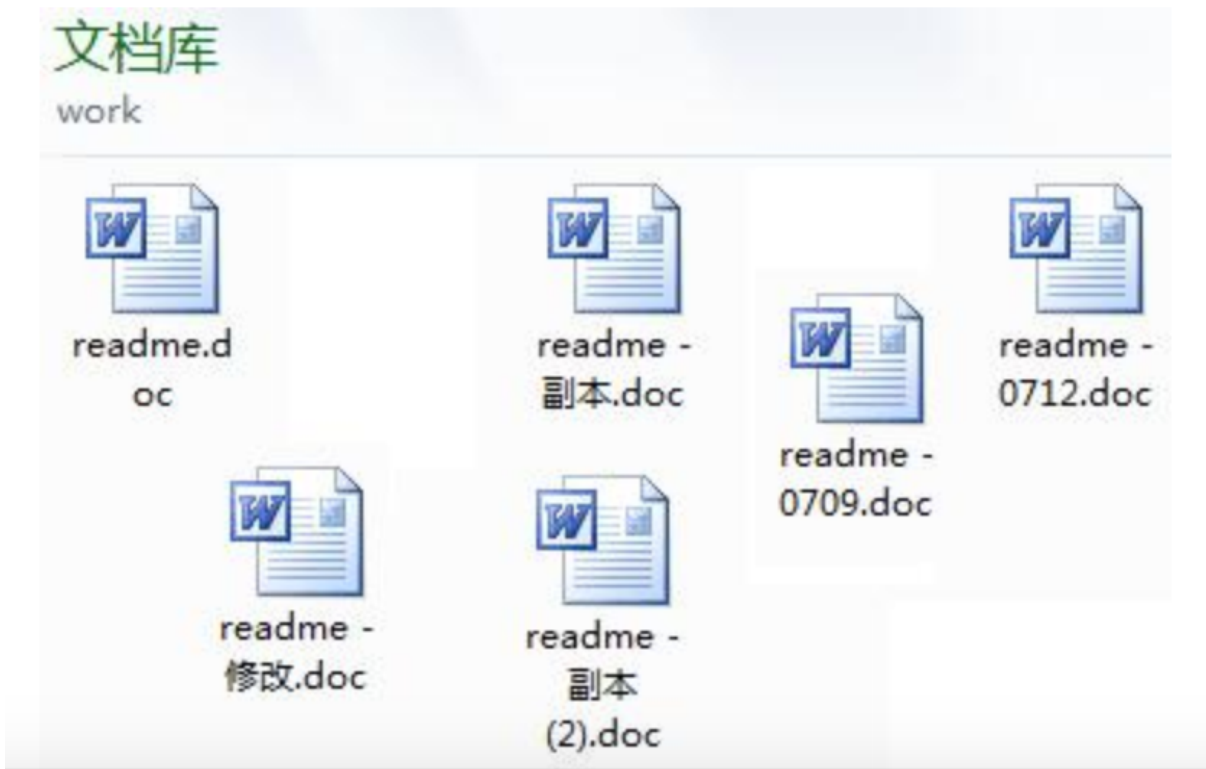 文档库
work
readme.d
oc
readme -
副本.doc
readme -
0709.doc
readme -
0712.doc
readme -
修改.doc
readme -
副本
(2).doc